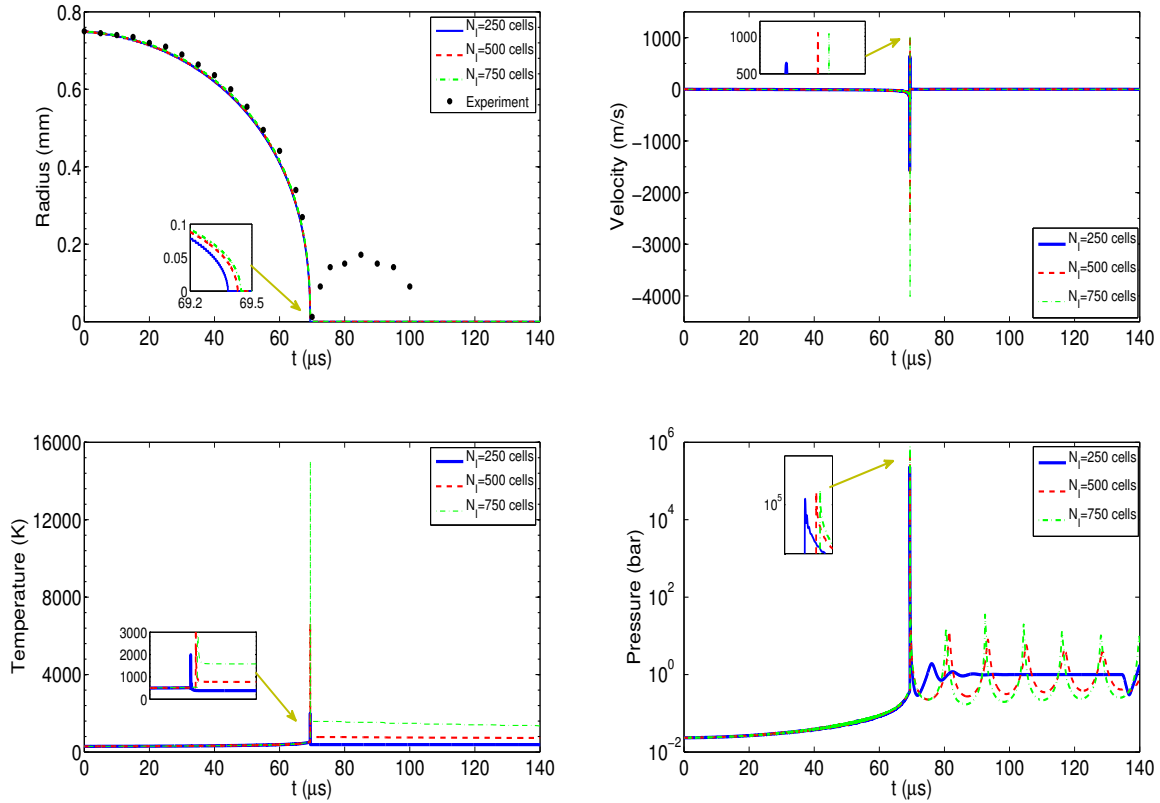 0.8
0.6
0.4
0.2
0
Radius (mm)
0 20 40 60 80 100 120 140
t (μs)
N_I=250 cells
N_I=500 cells
N_I=750 cells
Experiment
0.1
0.05
0
69.2 69.5
1000
0
−1000
−2000
−3000
−4000
Velocity (m/s)
0 20 40 60 80 100 120 140
t (μs)
1000
500
N_I=250 cells
N_I=500 cells
N_I=750 cells
16000
12000
8000
4000
0
Temperature (K)
0 20 40 60 80 100 120 140
t (μs)
N_I=250 cells
N_I=500 cells
N_I=750 cells
3000
2000
1000
0
10^6
10^4
10^2
10^0
10^−2
Pressure (bar)
0 20 40 60 80 100 120 140
t (μs)
N_I=250 cells
N_I=500 cells
N_I=750 cells
10^5